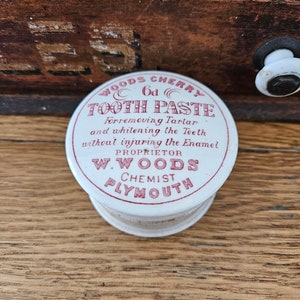 WOODS CHERRY
6d
TOOTH PASTE
For removing Tartar
and whitening the Teeth
without injuring the Enamel
PROPRIETOR
W. WOODS
CHEMIST
PLYMOUTH